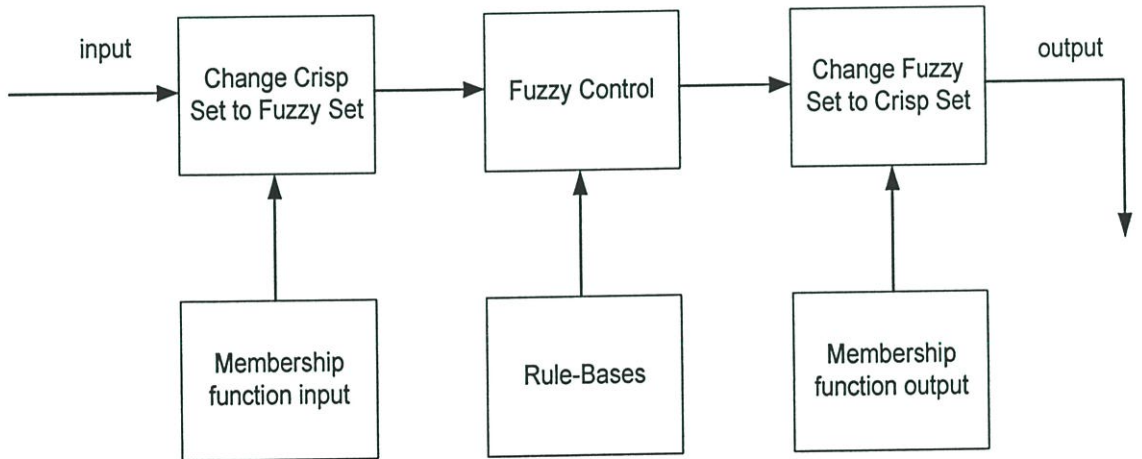 input
Change Crisp
Set to Fuzzy Set
Fuzzy Control
Change Fuzzy
Set to Crisp Set
output
Membership
function input
Rule-Bases
Membership
function output